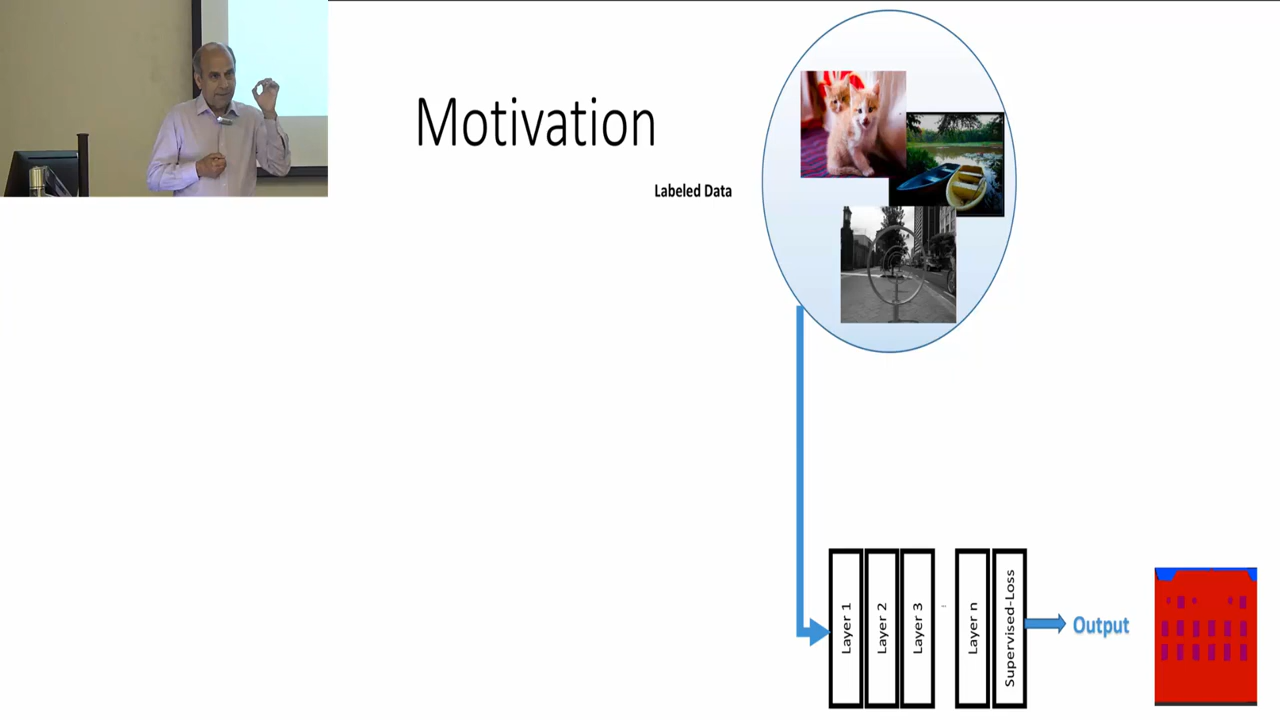 Motivation
Labeled Data
Layer 1
Layer 2
Layer 3
..
Layer n
Supervised-Loss
Output